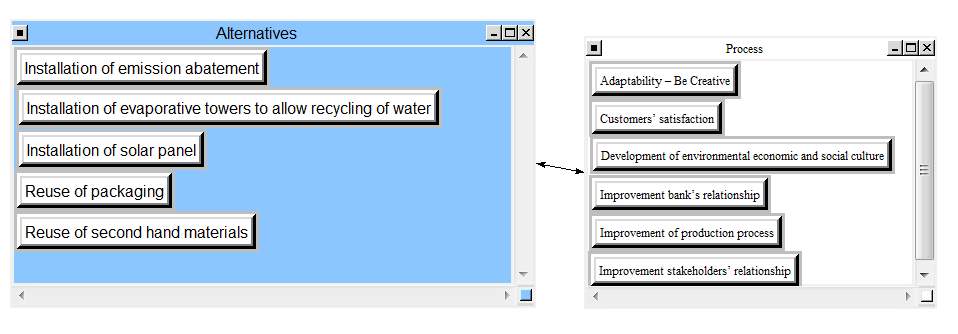 Alternatives
Installation of emission abatement
Installation of evaporative towers to allow recycling of water
Installation of solar panel
Reuse of packaging
Reuse of second hand materials
Process
Adaptability – Be Creative
Customers’ satisfaction
Development of environmental economic and social culture
Improvement bank’s relationship
Improvement of production process
Improvement stakeholders’ relationship